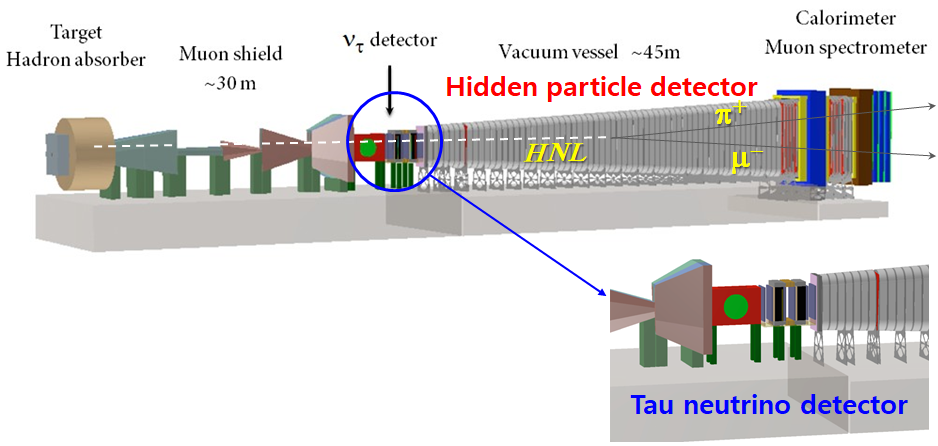 Target
Hadron absorber
Muon shield
~30 m
ντ detector
Vacuum vessel ~45m
Calorimeter
Muon spectrometer
Hidden particle detector
π+
HNL
μ−
Tau neutrino detector